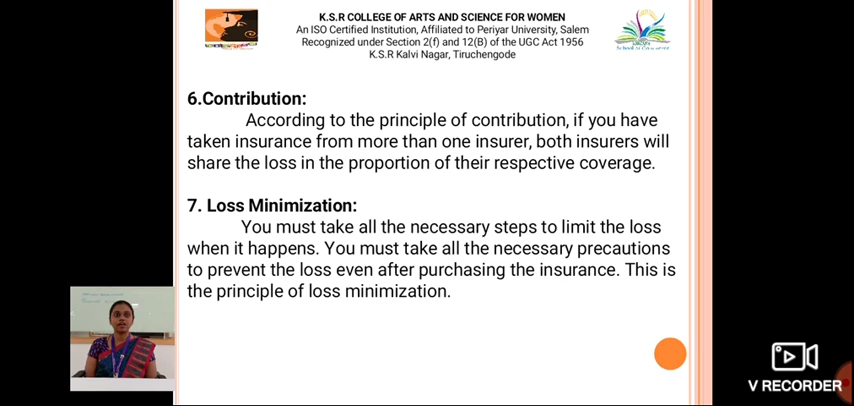 K.S.R COLLEGE OF ARTS AND SCIENCE FOR WOMEN
An ISO Certified Institution, Affiliated to Periyar University, Salem
Recognized under Section 2(f) and 12(B) of the UGC Act 1956
K.S.R Kalvi Nagar, Tiruchengode
6.Contribution:
According to the principle of contribution, if you have
taken insurance from more than one insurer, both insurers will
share the loss in the proportion of their respective coverage.
7. Loss Minimization:
You must take all the necessary steps to limit the loss
when it happens. You must take all the necessary precautions
to prevent the loss even after purchasing the insurance. This is
the principle of loss minimization.
V RECORDER